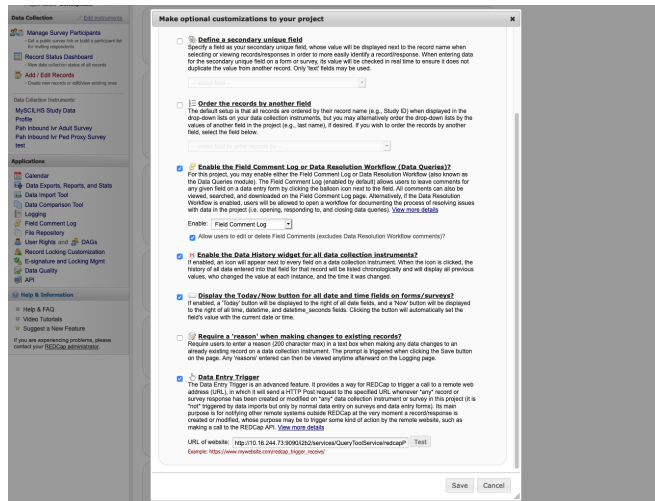 Data Collection Edit instruments
Manage Survey Participants
- Get a public survey link or build a participant list
for inviting respondents
Record Status Dashboard
- View data collection status of all records
Add / Edit Records
- Create new records or edit/view existing ones
Data Collection Instruments:
MySCILHS Study Data
Profile
Pah Inbound Ivr Adult Survey
Pah Inbound Ivr Ped Proxy Survey
test
Applications
Calendar
Data Exports, Reports, and Stats
Data Import Tool
Data Comparison Tool
Logging
Field Comment Log
File Repository
User Rights and DAGs
Record Locking Customization
E-signature and Locking Mgmt
Data Quality
API
Help & Information
Help & FAQ
Video Tutorials
Suggest a New Feature
If you are experiencing problems, please
contact your REDCap administrator.
Make optional customizations to your project x
Define a secondary unique field
Specify a field as your secondary unique field, whose value will be displayed next to the record name when
selecting or viewing records/responses in order to more easily identify a record/response. When entering data
for the secondary unique field on a form or survey, its value will be checked in real time to ensure it does not
duplicate the value from another record. Only 'text' fields may be used.
-- select field --
Order the records by another field
The default setup is that all records are ordered by their record name (e.g., Study ID) when displayed in the
drop-down lists on your data collection instruments, but you may alternatively order the drop-down lists by the
values of another field in the project (e.g., last name), if desired. If you wish to order the records by another
field, select the field below.
-- select field to order records by --
Enable the Field Comment Log or Data Resolution Workflow (Data Queries)?
For this project, you may enable either the Field Comment Log or Data Resolution Workflow (also known as
the Data Queries module). The Field Comment Log (enabled by default) allows users to leave comments for
any given field on a data entry form by clicking the balloon icon next to the field. All comments can also be
viewed, searched, and downloaded on the Field Comment Log page. Alternatively, if the Data Resolution
Workflow is enabled, users will be allowed to open a workflow for documenting the process of resolving issues
with data in the project (i.e. opening, responding to, and closing data queries). View more details
Enable: Field Comment Log
Allow users to edit or delete Field Comments (excludes Data Resolution Workflow comments)?
H Enable the Data History widget for all data collection instruments?
If enabled, an icon will appear next to every field on a data collection instrument. When the icon is clicked, the
history of all data entered into that field for that record will be listed chronologically and will display all previous
values, who changed the value at each instance, and the time it was changed.
Display the Today/Now button for all date and time fields on forms/surveys?
If enabled, a 'Today' button will be displayed to the right of all date fields, and a 'Now' button will be displayed
to the right of all time, datetime, and datetime_seconds fields. Clicking the button will automatically set the
field's value with the current date or time.
Require a 'reason' when making changes to existing records?
Require users to enter a reason (200 character max) in a text box when making any data changes to an
already existing record on a data collection instrument. The prompt is triggered when clicking the Save button
on the page. Any 'reasons' entered can then be viewed anytime afterward on the Logging page.
Data Entry Trigger
The Data Entry Trigger is an advanced feature. It provides a way for REDCap to trigger a call to a remote web
address (URL), in which it will send a HTTP Post request to the specified URL whenever *any* record or
survey response has been created or modified on *any* data collection instrument or survey in this project (it is
*not* triggered by data imports but only by normal data entry on surveys and data entry forms). Its main
purpose is for notifying other remote systems outside REDCap at the very moment a record/response is
created or modified, whose purpose may be to trigger some kind of action by the remote website, such as
making a call to the REDCap API. View more details
URL of website: http://10.16.244.73:9090/i2b2/services/QueryToolService/redcapP Test
Example: https://www.mywebsite.com/redcap_trigger_receive/
Save Cancel